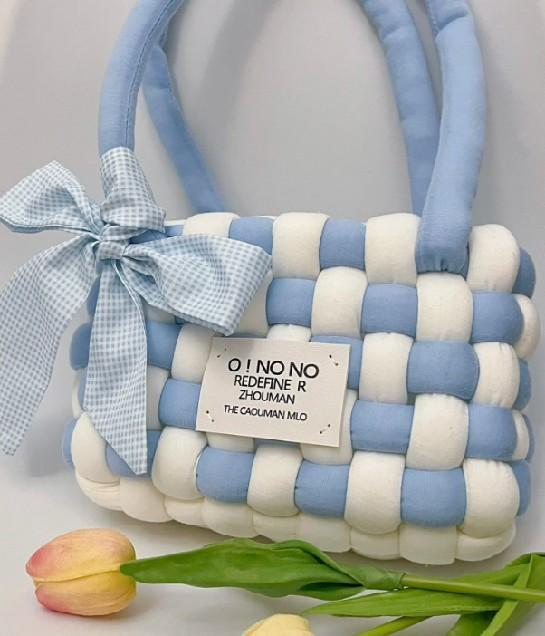 O ! NO NO
REDEFINE R
ZHOUMAN
THE CAOUMAN MLO